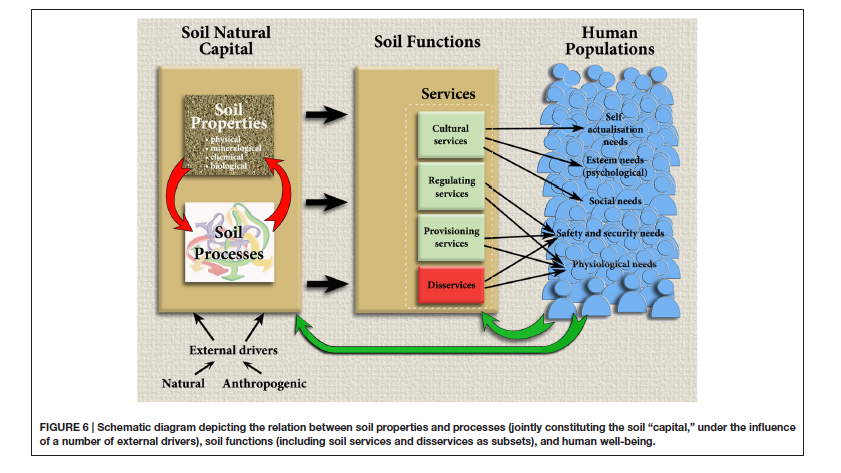 Soil Natural
Capital
Soil Functions
Human
Populations
Soil
Properties
• physical
• mineralogical
• chemical
• biological
Soil
Processes
External drivers
Natural
Anthropogenic
Services
Cultural
services
Regulating
services
Provisioning
services
Disservices
Self-
actualisation
needs
Esteem needs
(psychological)
Social needs
Safety and security needs
Physiological needs
FIGURE 6 | Schematic diagram depicting the relation between soil properties and processes (jointly constituting the soil “capital,” under the influence
of a number of external drivers), soil functions (including soil services and disservices as subsets), and human well-being.